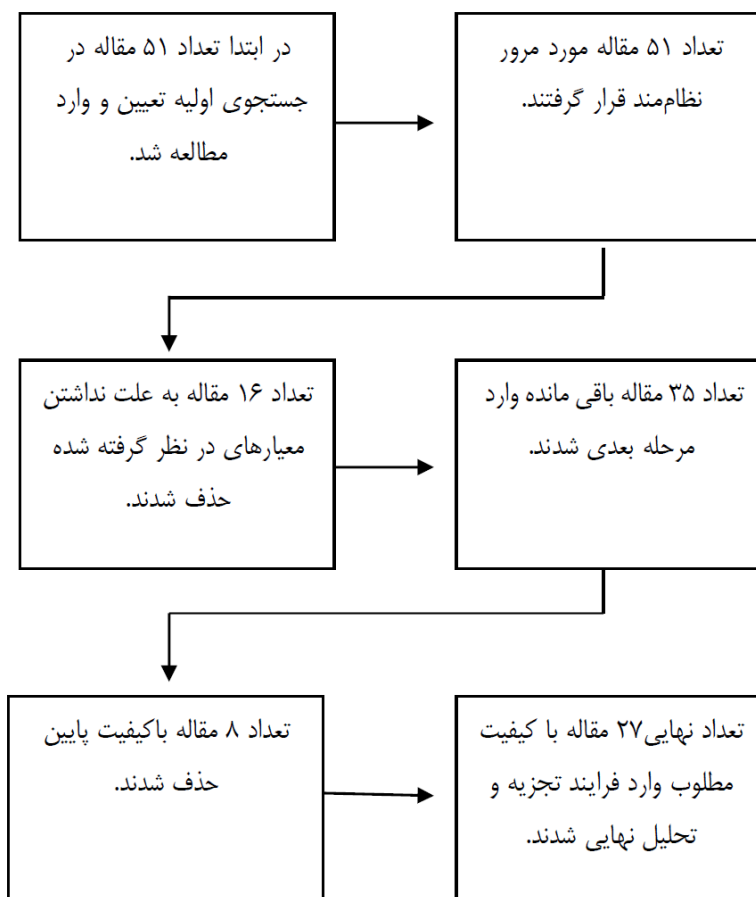 در ابتدا تعداد ۵۱ مقاله در
جستجوی اولیه تعیین و وارد
مطالعه شد.
تعداد ۵۱ مقاله مورد مرور
نظام‌مند قرار گرفتند.
تعداد ۱۶ مقاله به علت نداشتن
معیارهای در نظر گرفته شده
حذف شدند.
تعداد ۳۵ مقاله باقی مانده وارد
مرحله بعدی شدند.
تعداد ۸ مقاله باکیفیت پایین
حذف شدند.
تعداد نهایی۲۷ مقاله با کیفیت
مطلوب وارد فرایند تجزیه و
تحلیل نهایی شدند.